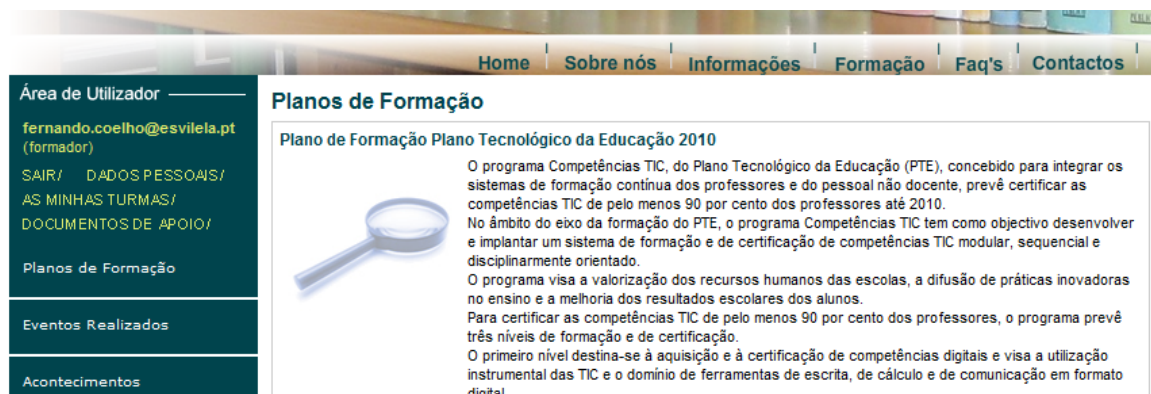 Home
Sobre nós
Informações
Formação
Faq's
Contactos
Área de Utilizador
fernando.coelho@esvilela.pt
(formador)
SAIR/ DADOS PESSOAIS/
AS MINHAS TURMAS/
DOCUMENTOS DE APOIO/
Planos de Formação
Eventos Realizados
Acontecimentos
Planos de Formação
Plano de Formação Plano Tecnológico da Educação 2010
O programa Competências TIC, do Plano Tecnológico da Educação (PTE), concebido para integrar os
sistemas de formação contínua dos professores e do pessoal não docente, prevê certificar as
competências TIC de pelo menos 90 por cento dos professores até 2010.
No âmbito do eixo da formação do PTE, o programa Competências TIC tem como objectivo desenvolver
e implantar um sistema de formação e de certificação de competências TIC modular, sequencial e
disciplinarmente orientado.
O programa visa a valorização dos recursos humanos das escolas, a difusão de práticas inovadoras
no ensino e a melhoria dos resultados escolares dos alunos.
Para certificar as competências TIC de pelo menos 90 por cento dos professores, o programa prevê
três níveis de formação e de certificação.
O primeiro nível destina-se à aquisição e à certificação de competências digitais e visa a utilização
instrumental das TIC e o domínio de ferramentas de escrita, de cálculo e de comunicação em formato
digital.